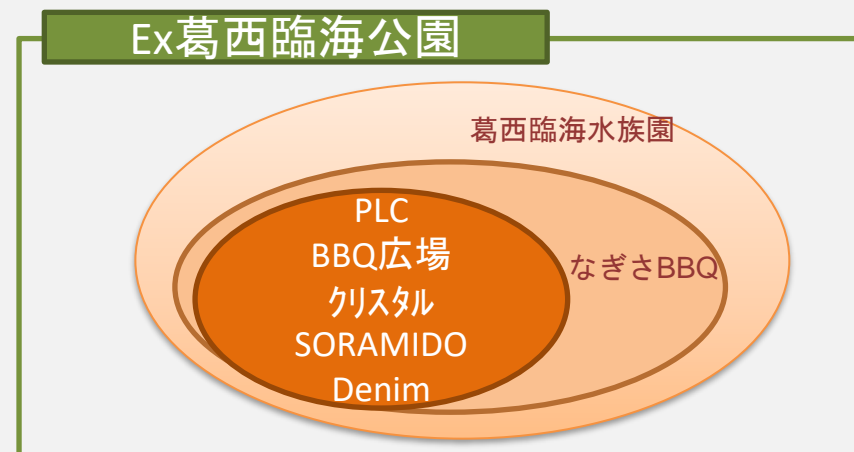 Ex葛西臨海公園
葛西臨海水族園
PLC
BBQ広場
なぎさBBQ
ｸﾘｽﾀﾙ
SORAMIDO
Denim